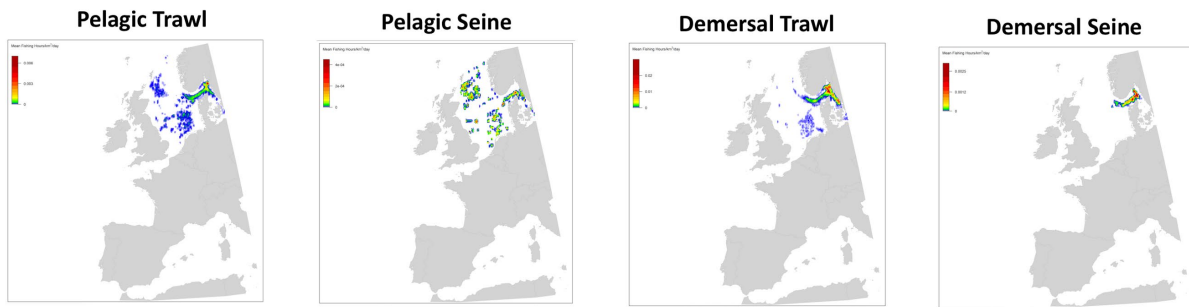 Pelagic Trawl
Mean Fishing Hours/km²/day
0.006
0.003
0
Pelagic Seine
Mean Fishing Hours/km²/day
4e-04
2e-04
0
Demersal Trawl
Mean Fishing Hours/km²/day
0.02
0.01
0
Demersal Seine
Mean Fishing Hours/km²/day
0.0025
0.0012
0